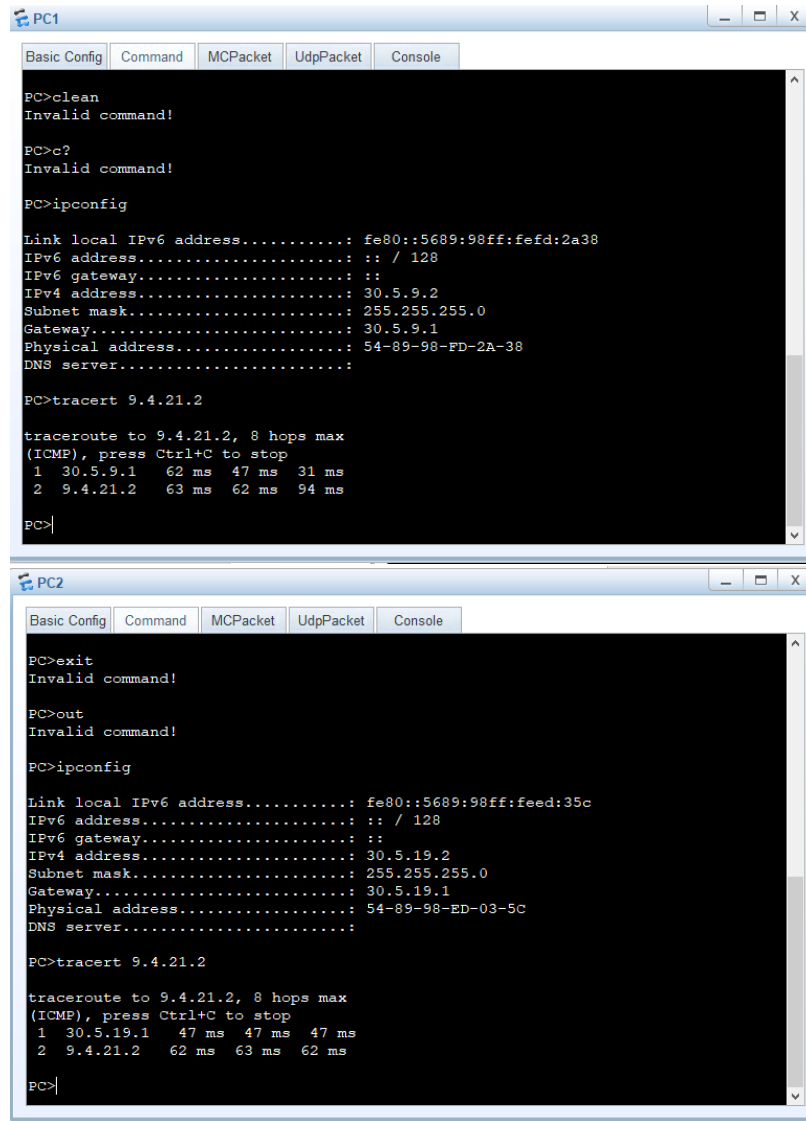 PC1
Basic Config Command MCPacket UdpPacket Console
PC>clean
Invalid command!
PC>c?
Invalid command!
PC>ipconfig
Link local IPv6 address...........: fe80::5689:98ff:fefd:2a38
IPv6 address......................: :: / 128
IPv6 gateway......................: ::
IPv4 address......................: 30.5.9.2
Subnet mask.......................: 255.255.255.0
Gateway...........................: 30.5.9.1
Physical address..................: 54-89-98-FD-2A-38
DNS server........................:
PC>tracert 9.4.21.2
traceroute to 9.4.21.2, 8 hops max
(ICMP), press Ctrl+C to stop
1 30.5.9.1 62 ms 47 ms 31 ms
2 9.4.21.2 63 ms 62 ms 94 ms
PC>
PC2
Basic Config Command MCPacket UdpPacket Console
PC>exit
Invalid command!
PC>out
Invalid command!
PC>ipconfig
Link local IPv6 address...........: fe80::5689:98ff:feed:35c
IPv6 address......................: :: / 128
IPv6 gateway......................: ::
IPv4 address......................: 30.5.19.2
Subnet mask.......................: 255.255.255.0
Gateway...........................: 30.5.19.1
Physical address..................: 54-89-98-ED-03-5C
DNS server........................:
PC>tracert 9.4.21.2
traceroute to 9.4.21.2, 8 hops max
(ICMP), press Ctrl+C to stop
1 30.5.19.1 47 ms 47 ms 47 ms
2 9.4.21.2 62 ms 63 ms 62 ms
PC>